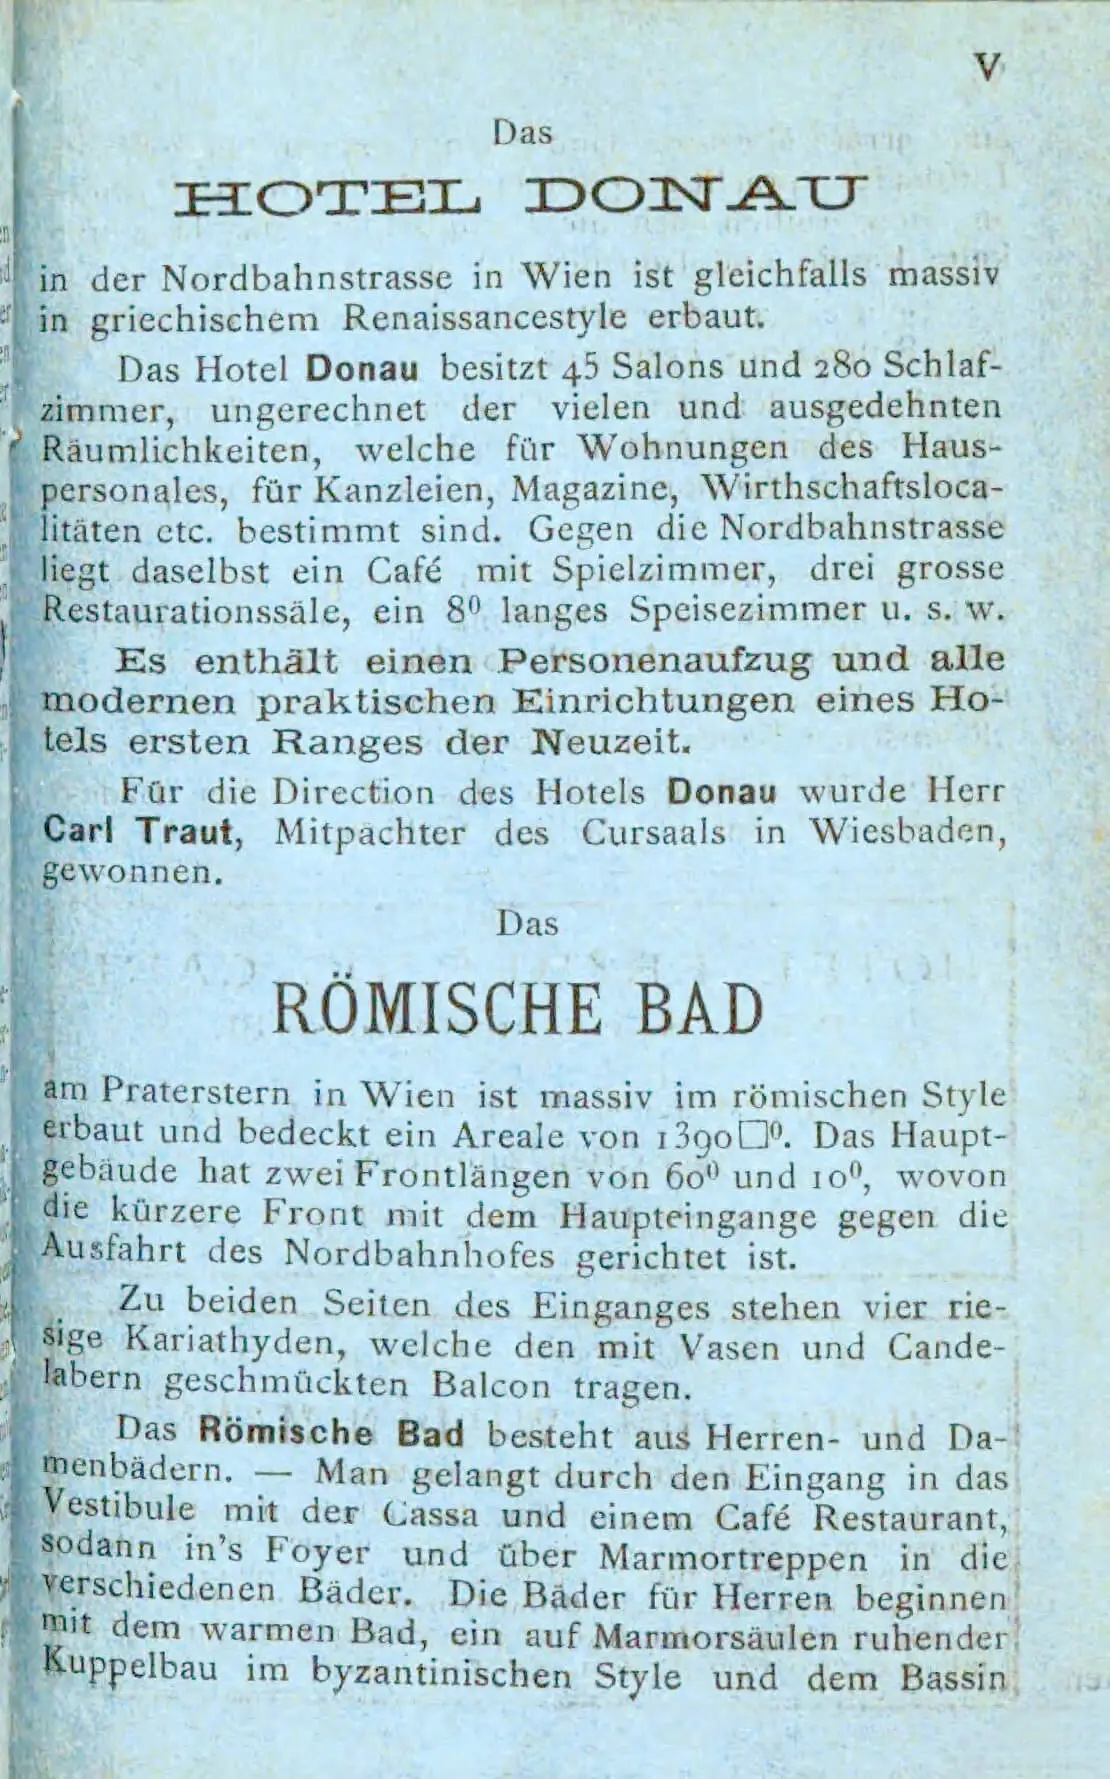 V
Das
HOTEL DONAU
in der Nordbahnstrasse in Wien ist gleichfalls massiv
in griechischem Renaissancestyle erbaut.
Das Hotel Donau besitzt 45 Salons und 280 Schlaf-
zimmer, ungerechnet der vielen und ausgedehnten
Räumlichkeiten, welche für Wohnungen des Haus-
personales, für Kanzleien, Magazine, Wirthschaftsloca-
litäten etc. bestimmt sind. Gegen die Nordbahnstrasse
liegt daselbst ein Café mit Spielzimmer, drei grosse
Restaurationssäle, ein 8⁰ langes Speisezimmer u. s. w.
Es enthält einen Personenaufzug und alle
modernen praktischen Einrichtungen eines Ho-
tels ersten Ranges der Neuzeit.
Für die Direction des Hotels Donau wurde Herr
Carl Traut, Mitpächter des Cursaals in Wiesbaden,
gewonnen.
Das
RÖMISCHE BAD
am Praterstern in Wien ist massiv im römischen Style
erbaut und bedeckt ein Areale von 1390□⁰. Das Haupt-
gebäude hat zwei Frontlängen von 60⁰ und 10⁰, wovon
die kürzere Front mit dem Haupteingange gegen die
Ausfahrt des Nordbahnhofes gerichtet ist.
Zu beiden Seiten des Einganges stehen vier rie-
sige Kariathyden, welche den mit Vasen und Cande-
labern geschmückten Balcon tragen.
Das Römische Bad besteht aus Herren- und Da-
menbädern. — Man gelangt durch den Eingang in das
Vestibule mit der Cassa und einem Café Restaurant,
sodann in's Foyer und über Marmortreppen in die
verschiedenen Bäder. Die Bäder für Herren beginnen
mit dem warmen Bad, ein auf Marmorsäulen ruhender
Kuppelbau im byzantinischen Style und dem Bassin